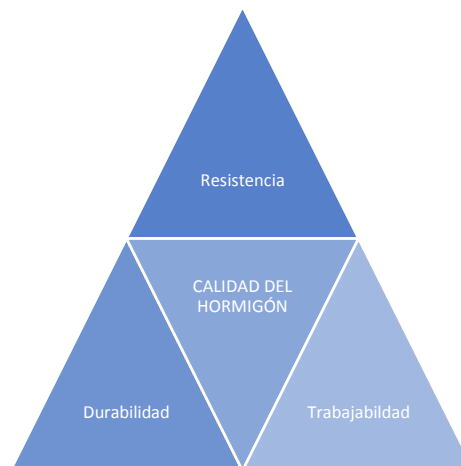 Resistencia
CALIDAD DEL
HORMIGÓN
Durabilidad
Trabajabildad